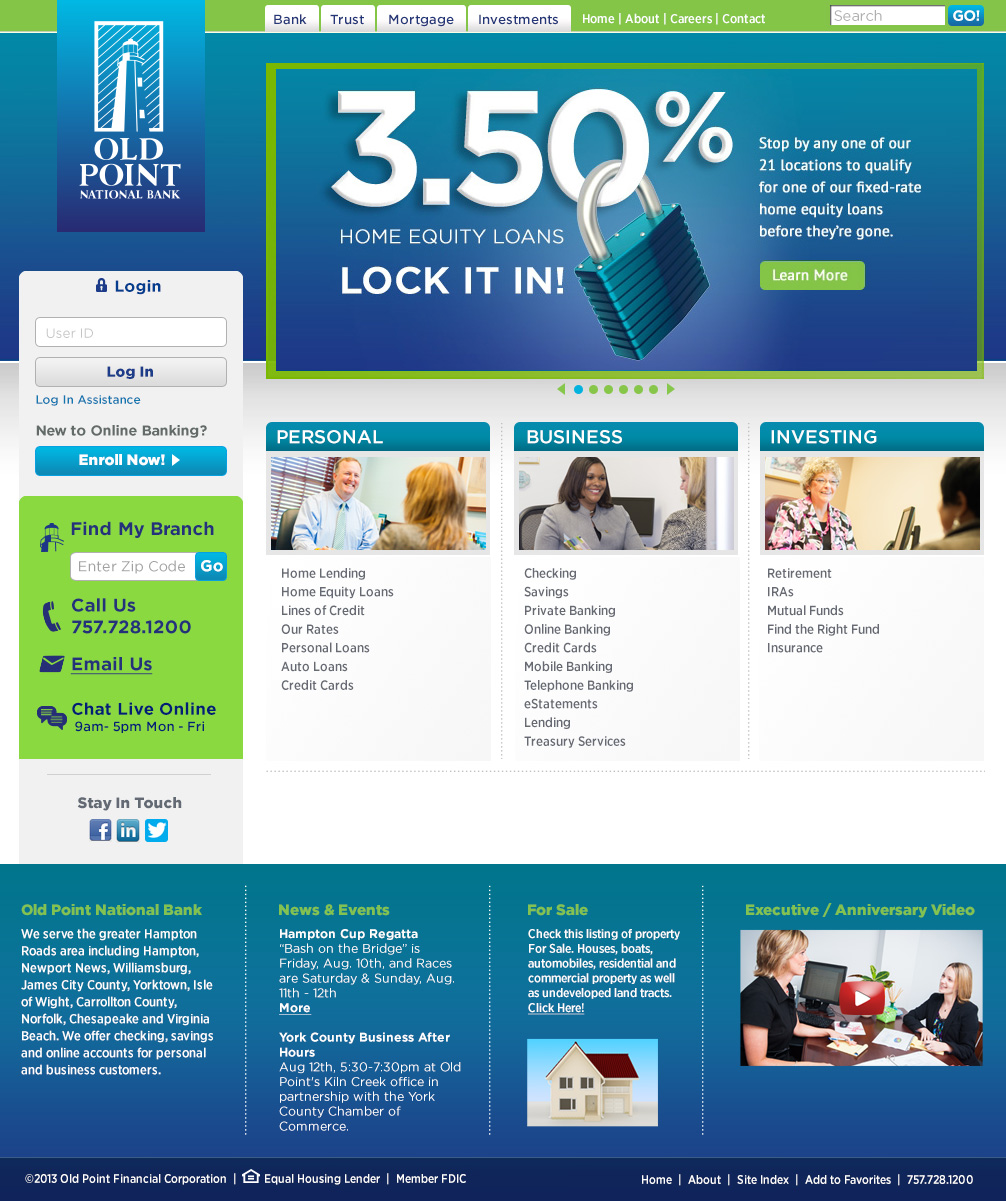 Bank
Trust
Mortgage
Investments
Home | About | Careers | Contact
Search
GO!
OLD
POINT
NATIONAL BANK
3.50%
HOME EQUITY LOANS
LOCK IT IN!
Stop by any one of our
21 locations to qualify
for one of our fixed-rate
home equity loans
before they're gone.
Learn More
Login
User ID
Log In
Log In Assistance
New to Online Banking?
Enroll Now!
Find My Branch
Enter Zip Code
Go
Call Us
757.728.1200
Email Us
Chat Live Online
9am- 5pm Mon - Fri
Stay In Touch
PERSONAL
Home Lending
Home Equity Loans
Lines of Credit
Our Rates
Personal Loans
Auto Loans
Credit Cards
BUSINESS
Checking
Savings
Private Banking
Online Banking
Credit Cards
Mobile Banking
Telephone Banking
eStatements
Lending
Treasury Services
INVESTING
Retirement
IRAs
Mutual Funds
Find the Right Fund
Insurance
Old Point National Bank
We serve the greater Hampton
Roads area including Hampton,
Newport News, Williamsburg,
James City County, Yorktown, Isle
of Wight, Carrollton County,
Norfolk, Chesapeake and Virginia
Beach. We offer checking, savings
and online accounts for personal
and business customers.
News & Events
Hampton Cup Regatta
"Bash on the Bridge" is
Friday, Aug. 10th, and Races
are Saturday & Sunday, Aug.
11th - 12th
More
York County Business After
Hours
Aug 12th, 5:30-7:30pm at Old
Point's Kiln Creek office in
partnership with the York
County Chamber of
Commerce.
For Sale
Check this listing of property
For Sale. Houses, boats,
automobiles, residential and
commercial property as well
as undeveloped land tracts.
Click Here!
Executive / Anniversary Video
©2013 Old Point Financial Corporation | Equal Housing Lender | Member FDIC
Home | About | Site Index | Add to Favorites | 757.728.1200